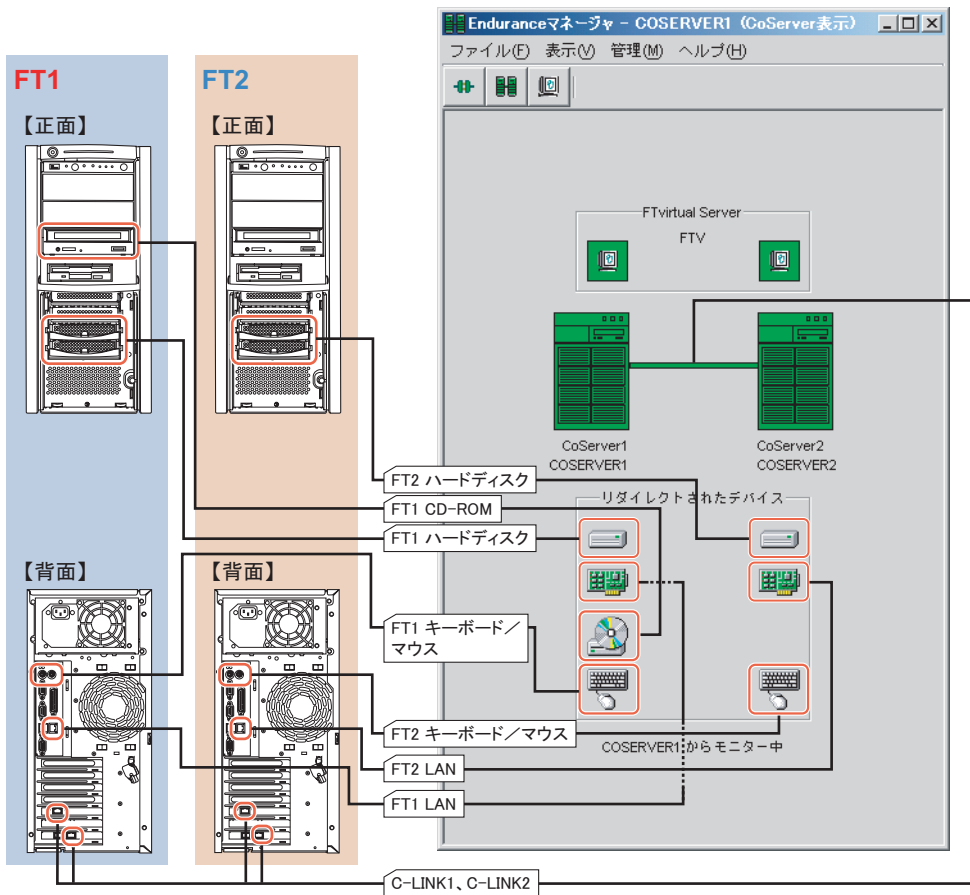 FT1
FT2
【正面】
【正面】
【背面】
【背面】
Enduranceマネージャ - COSERVER1（CoServer表示）
ファイル(F) 表示(V) 管理(M) ヘルプ(H)
FTvirtual Server
FTV
CoServer1
COSERVER1
CoServer2
COSERVER2
リダイレクトされたデバイス
COSERVER1からモニター中
FT2 ハードディスク
FT1 CD-ROM
FT1 ハードディスク
FT1 キーボード／
マウス
FT2 キーボード／マウス
FT2 LAN
FT1 LAN
C-LINK1、C-LINK2